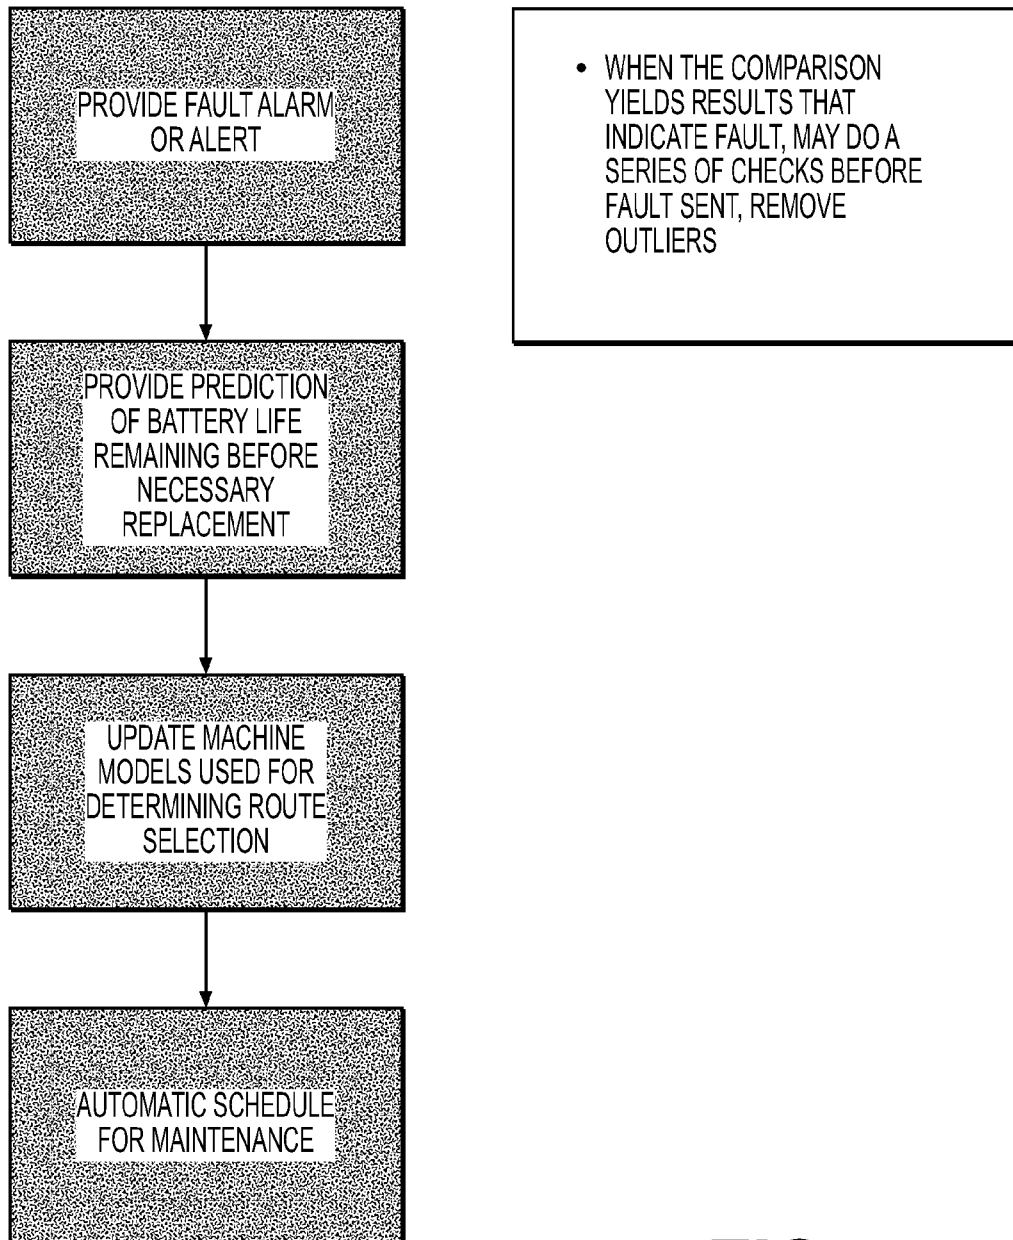 PROVIDE FAULT ALARM
OR ALERT
• WHEN THE COMPARISON
YIELDS RESULTS THAT
INDICATE FAULT, MAY DO A
SERIES OF CHECKS BEFORE
FAULT SENT, REMOVE
OUTLIERS
PROVIDE PREDICTION
OF BATTERY LIFE
REMAINING BEFORE
NECESSARY
REPLACEMENT
UPDATE MACHINE
MODELS USED FOR
DETERMINING ROUTE
SELECTION
AUTOMATIC SCHEDULE
FOR MAINTENANCE